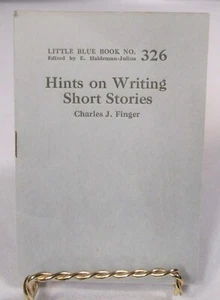 LITTLE BLUE BOOK NO. 326
Edited by E. Haldeman-Julius
Hints on Writing
Short Stories
Charles J. Finger